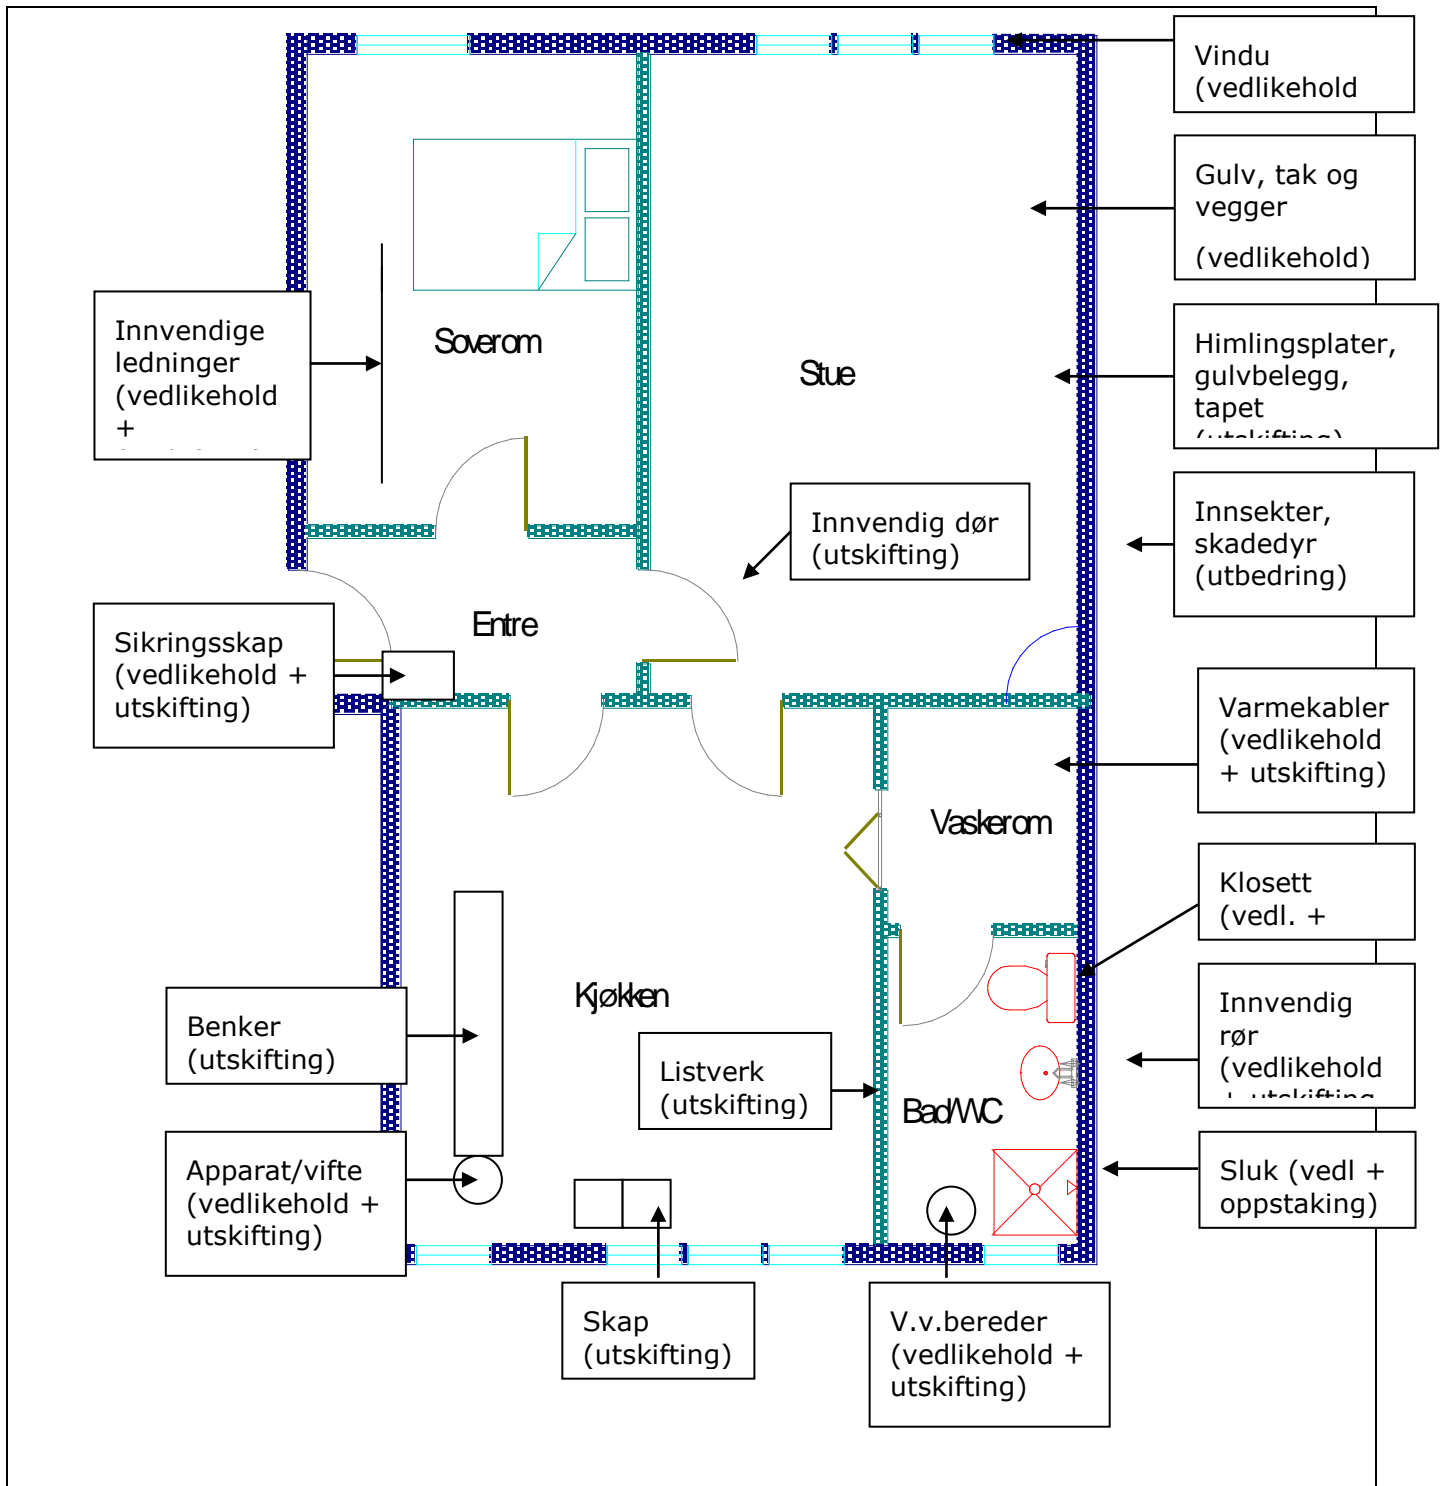 Vindu
(vedlikehold
Gulv, tak og
vegger
(vedlikehold)
Innvendige
ledninger
(vedlikehold
+
Soverom
Stue
Himlingsplater,
gulvbelegg,
tapet
(utskifting)
Innvendig dør
(utskifting)
Innsekter,
skadedyr
(utbedring)
Sikringsskap
(vedlikehold +
utskifting)
Entre
Varmekabler
(vedlikehold
+ utskifting)
Vaskerom
Klosett
(vedl. +
Kjøkken
Benker
(utskifting)
Listverk
(utskifting)
Bad/WC
Innvendig
rør
(vedlikehold
+ utskifting
Apparat/vifte
(vedlikehold +
utskifting)
Sluk (vedl +
oppstaking)
Skap
(utskifting)
V.v.bereder
(vedlikehold +
utskifting)